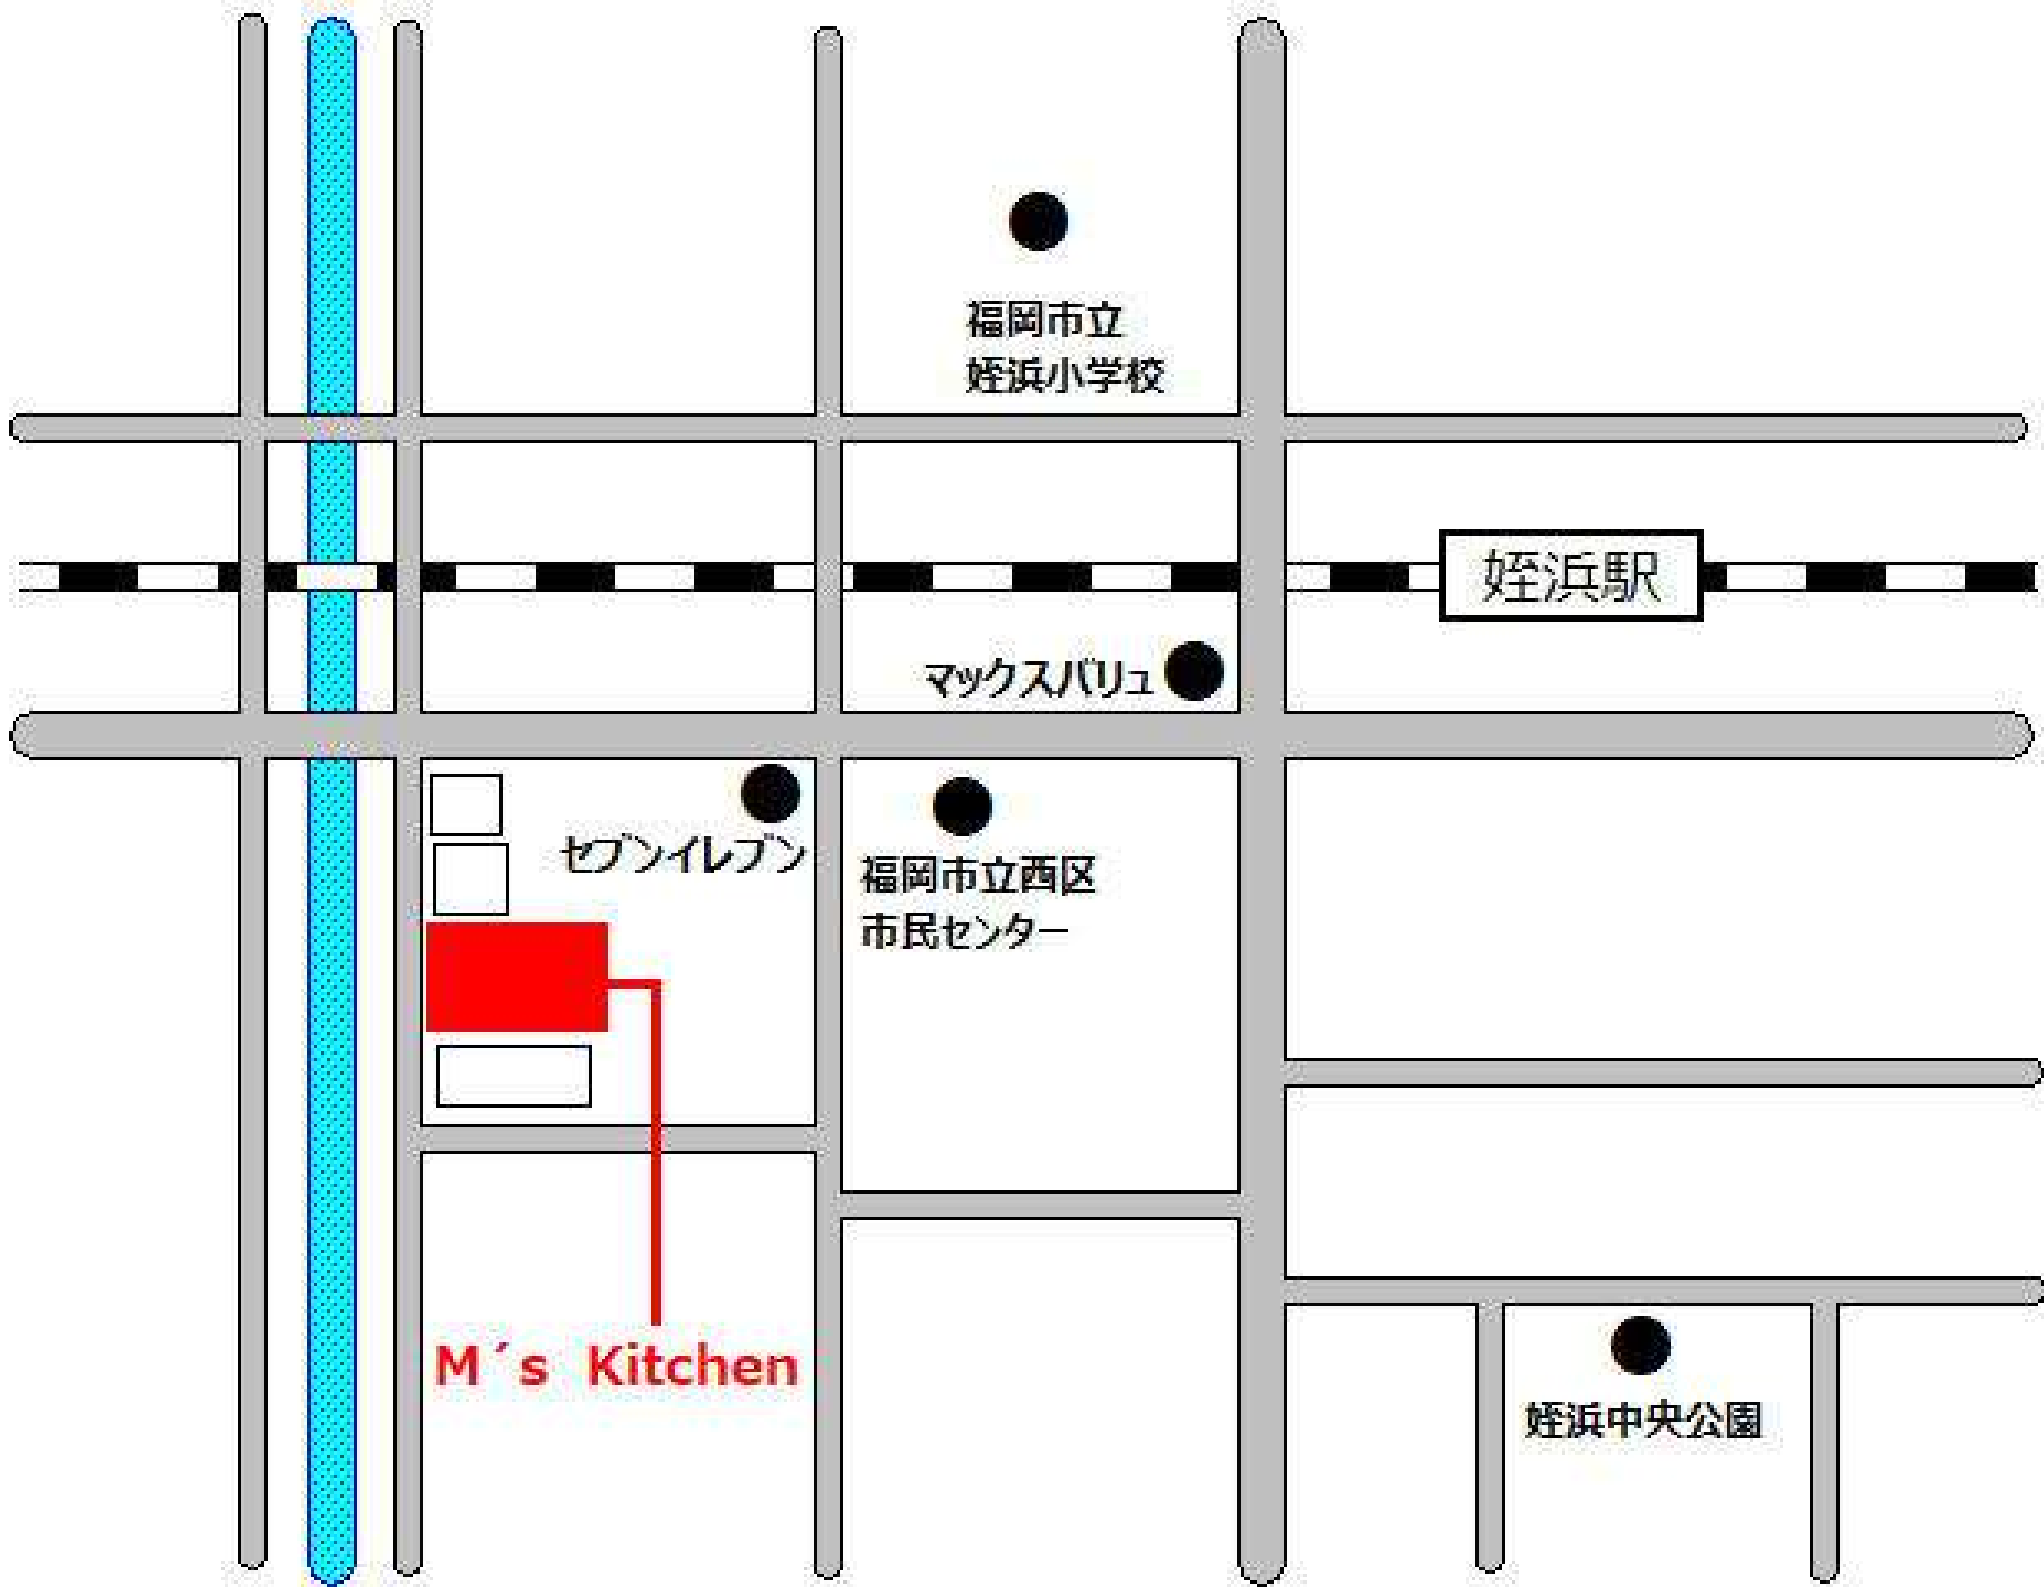 福岡市立
姪浜小学校
姪浜駅
マックスバリュ
セブンイレブン
福岡市立西区
市民センター
M´s Kitchen
姪浜中央公園